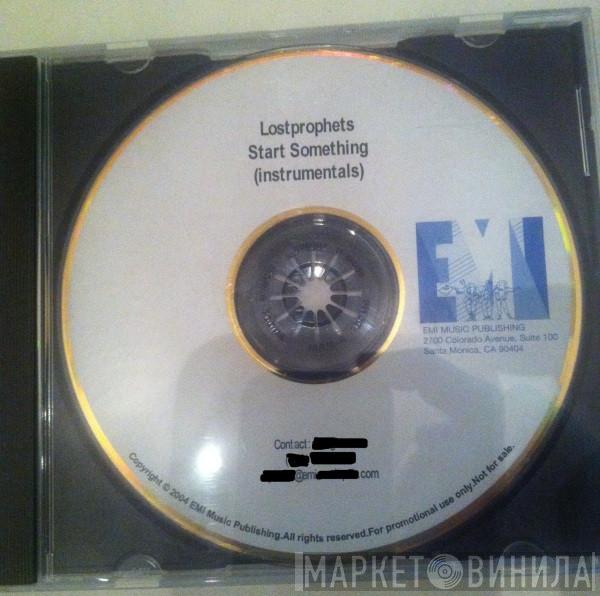 Lostprophets
Start Something
(instrumentals)
EMI
EMI MUSIC PUBLISHING
2700 Colorado Avenue, Suite 100
Santa Monica, CA 90404
Contact:
@emi .com
Copyright © 2004 EMI Music Publishing.All rights reserved.For promotional use only.Not for sale.
МАРКЕТ ВИНИЛА